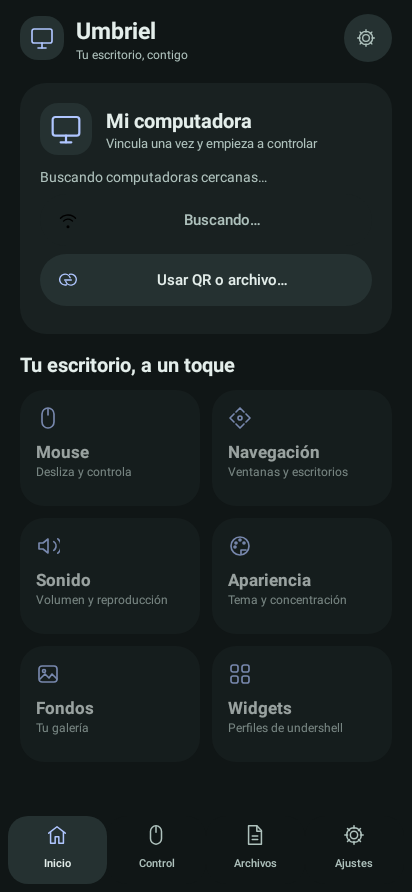 Umbriel
Tu escritorio, contigo
Mi computadora
Vincula una vez y empieza a controlar
Buscando computadoras cercanas…
Buscando…
Usar QR o archivo…
Tu escritorio, a un toque
Mouse
Desliza y controla
Navegación
Ventanas y escritorios
Sonido
Volumen y reproducción
Apariencia
Tema y concentración
Fondos
Tu galería
Widgets
Perfiles de undershell
Inicio
Control
Archivos
Ajustes